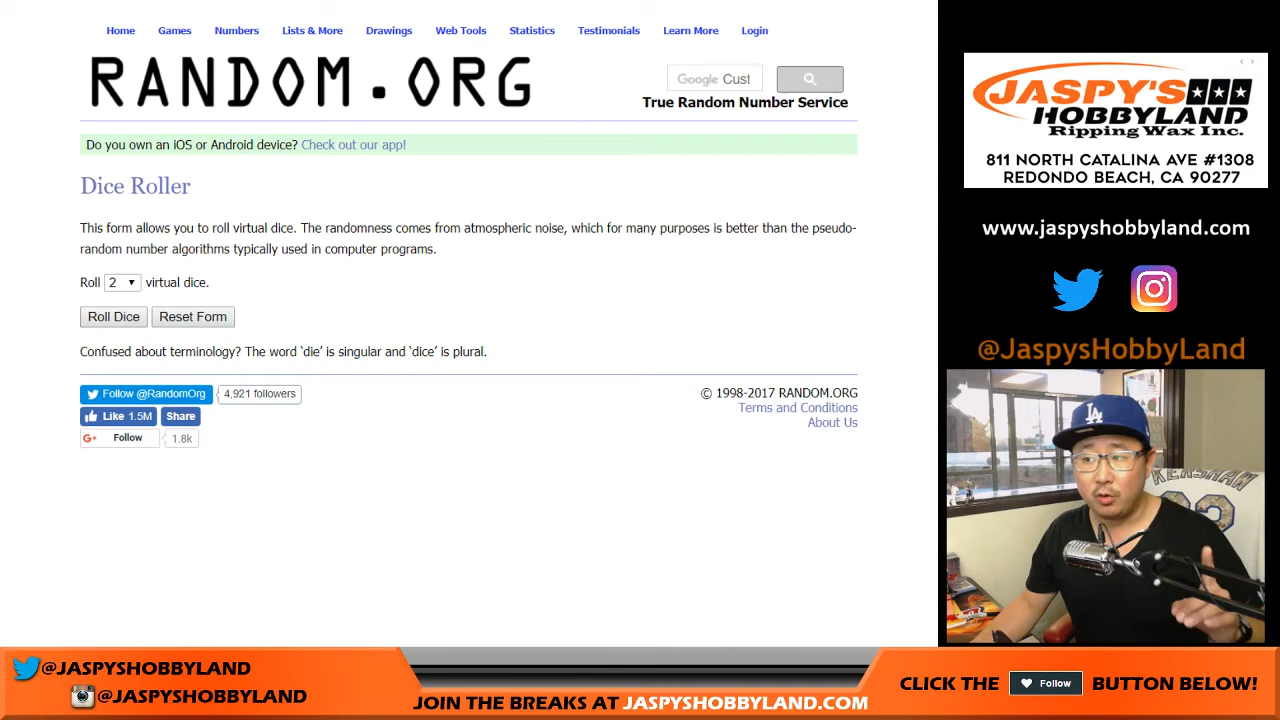 Home Games Numbers Lists & More Drawings Web Tools Statistics Testimonials Learn More Login
RANDOM.ORG
Google Cust
True Random Number Service
Do you own an iOS or Android device? Check out our app!
Dice Roller
This form allows you to roll virtual dice. The randomness comes from atmospheric noise, which for many purposes is better than the pseudo-
random number algorithms typically used in computer programs.
Roll 2 virtual dice.
Roll Dice Reset Form
Confused about terminology? The word ‘die’ is singular and ‘dice’ is plural.
Follow @RandomOrg 4,921 followers
Like 1.5M Share
G+ Follow 1.8k
© 1998-2017 RANDOM.ORG
Terms and Conditions
About Us
JASPY'S
HOBBYLAND
Ripping Wax Inc.
811 NORTH CATALINA AVE #1308
REDONDO BEACH, CA 90277
www.jaspyshobbyland.com
@JaspysHobbyLand
LA
KERSHAW
22
@JASPYSHOBBYLAND
@JASPYSHOBBYLAND
JOIN THE BREAKS AT JASPYSHOBBYLAND.COM
CLICK THE Follow BUTTON BELOW!